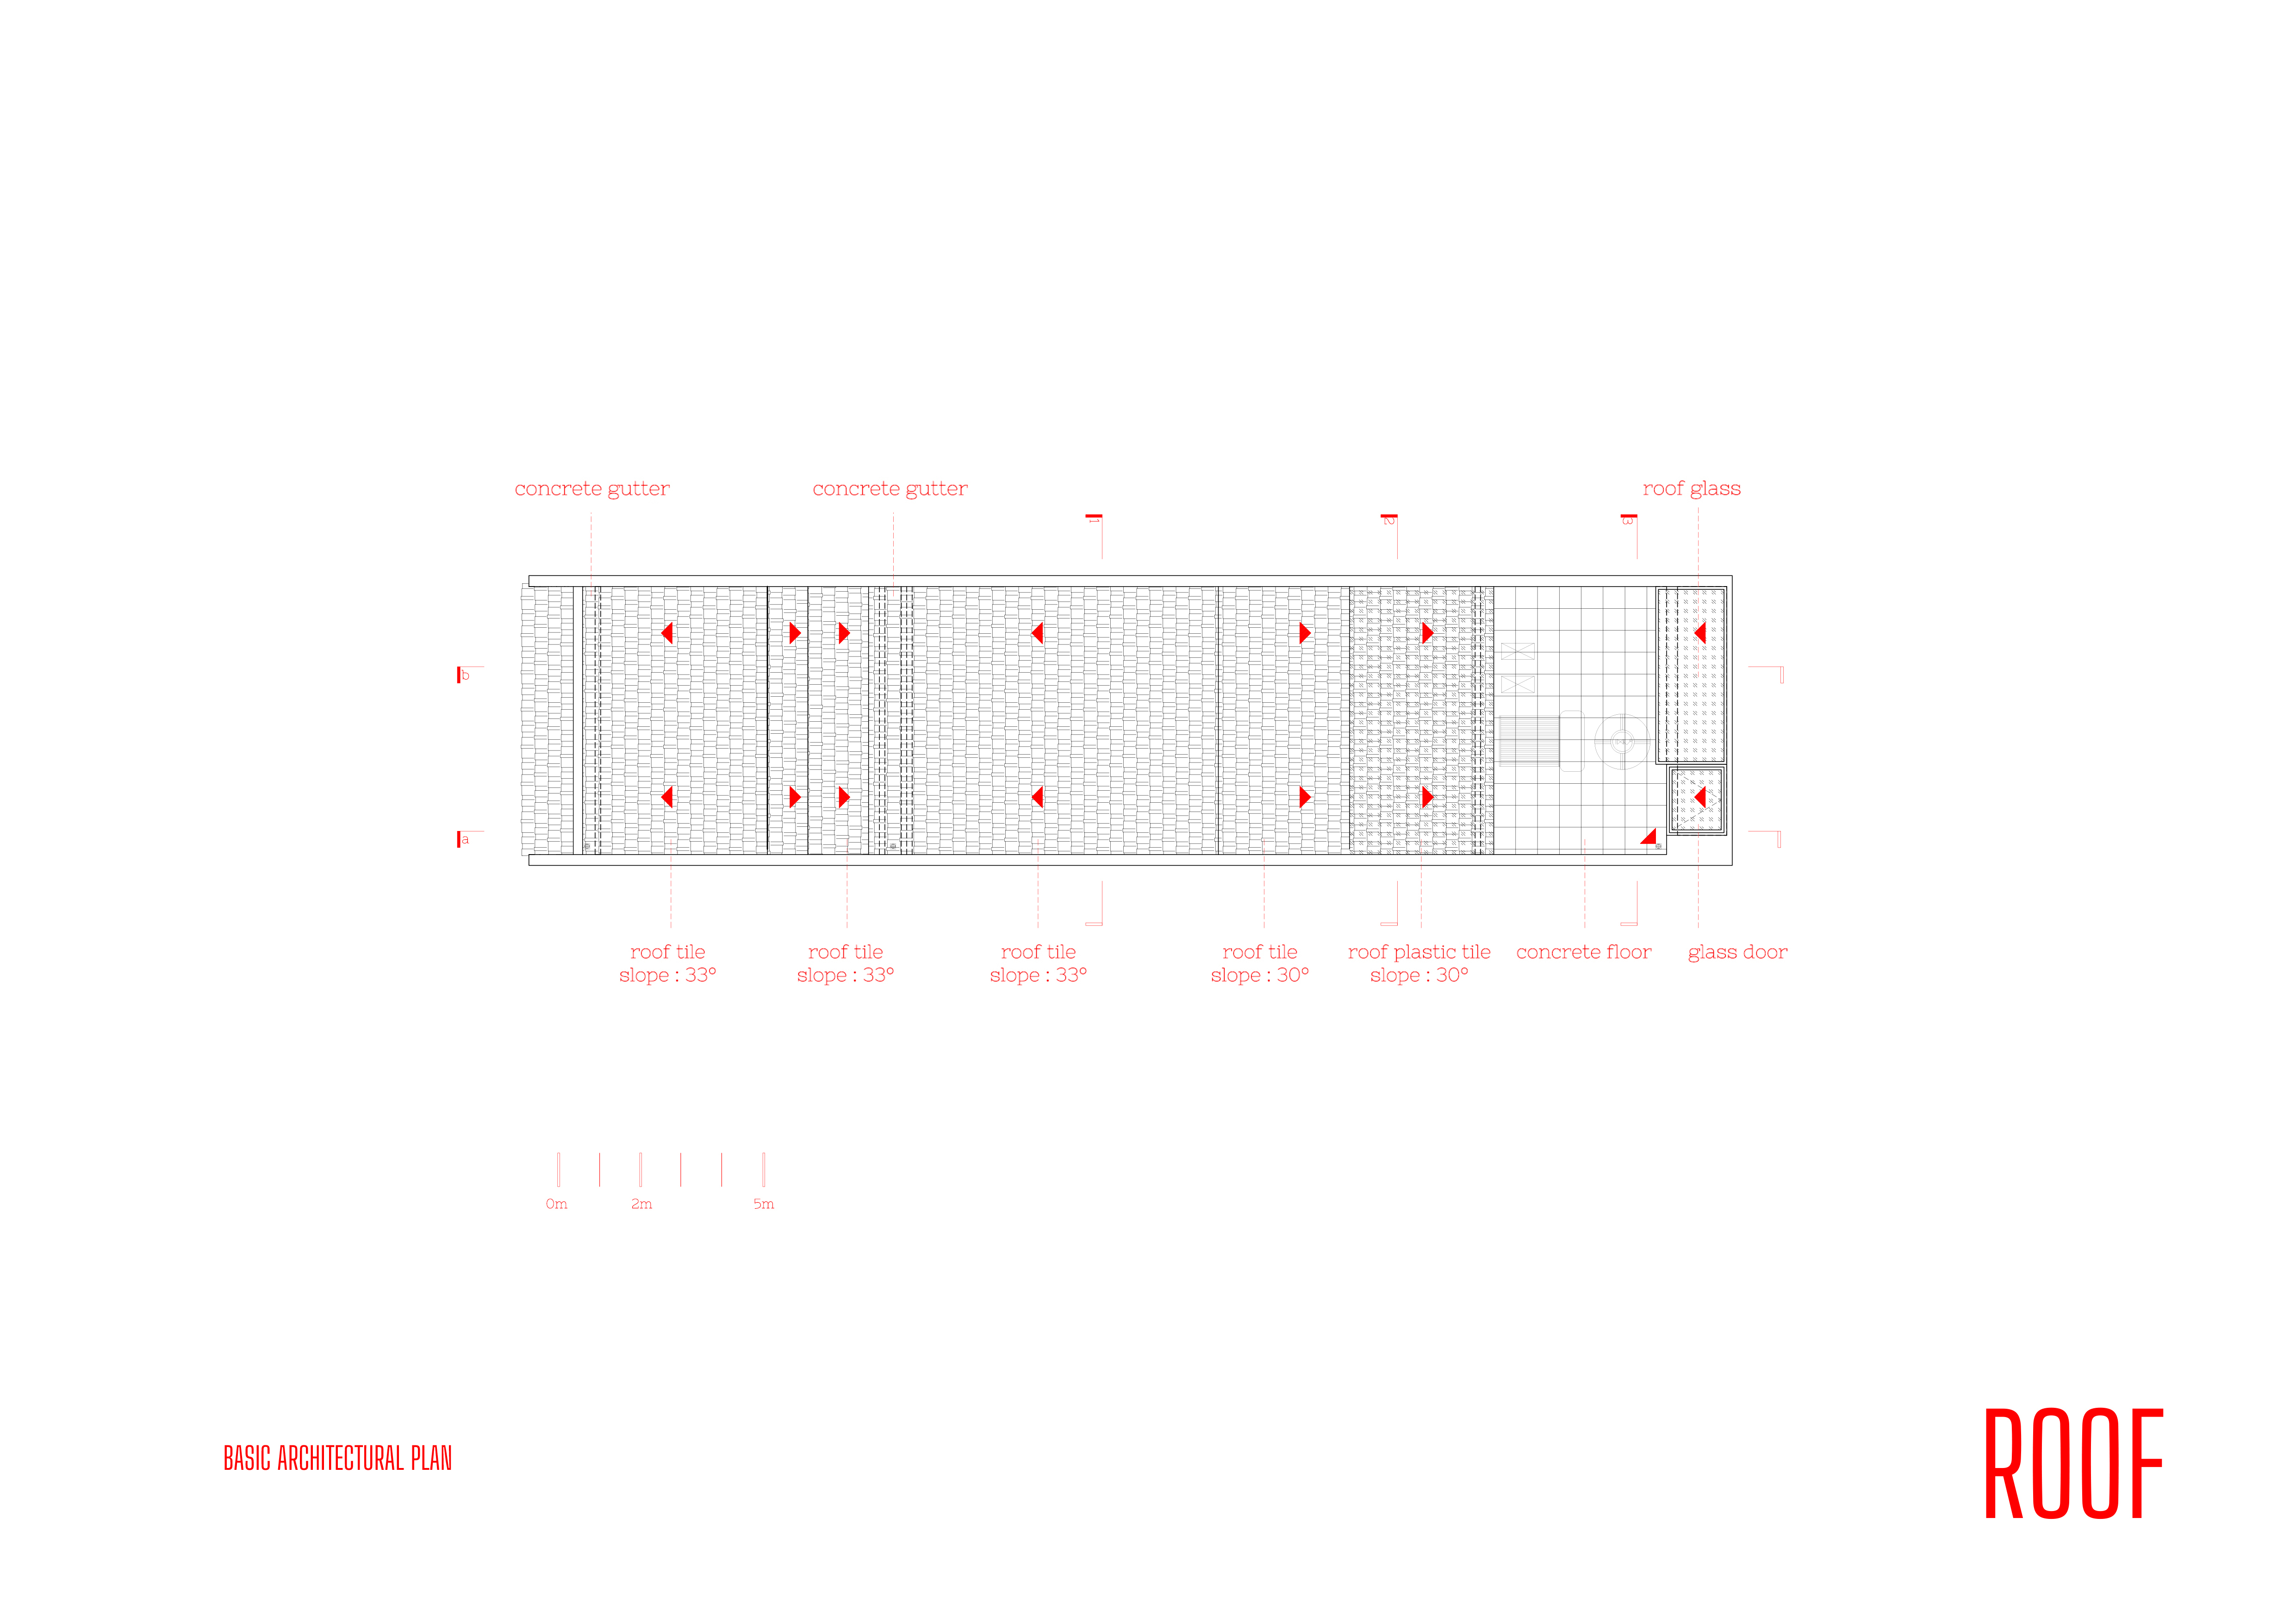 concrete gutter
concrete gutter
roof glass
1
2
3
b
a
roof tile
slope : 33°
roof tile
slope : 33°
roof tile
slope : 33°
roof tile
slope : 30°
roof plastic tile
slope : 30°
concrete floor
glass door
0m
2m
5m
BASIC ARCHITECTURAL PLAN
ROOF